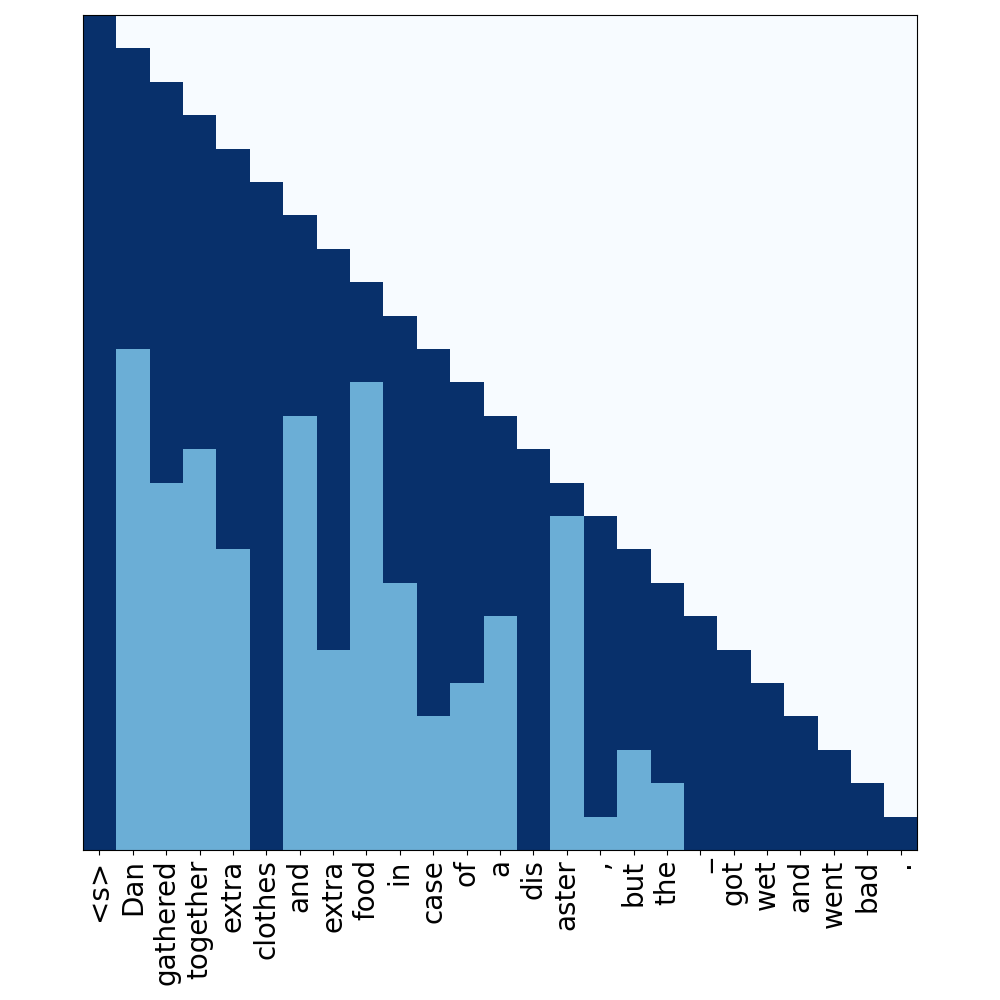 <s>
Dan
gathered
together
extra
clothes
and
extra
food
in
case
of
a
dis
aster
,
but
the
_
got
wet
and
went
bad
.